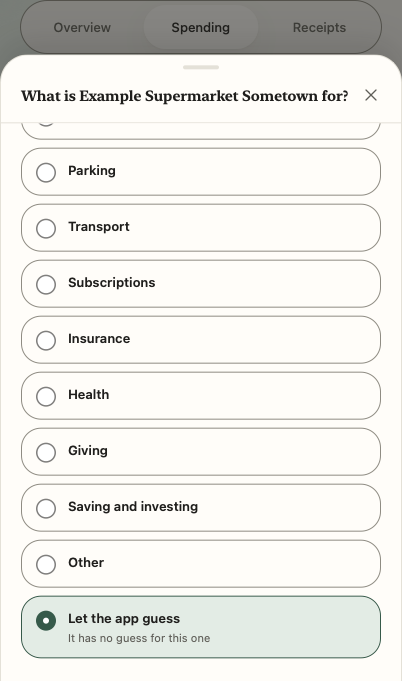 Overview
Spending
Receipts
What is Example Supermarket Sometown for?
Parking
Transport
Subscriptions
Insurance
Health
Giving
Saving and investing
Other
Let the app guess
It has no guess for this one